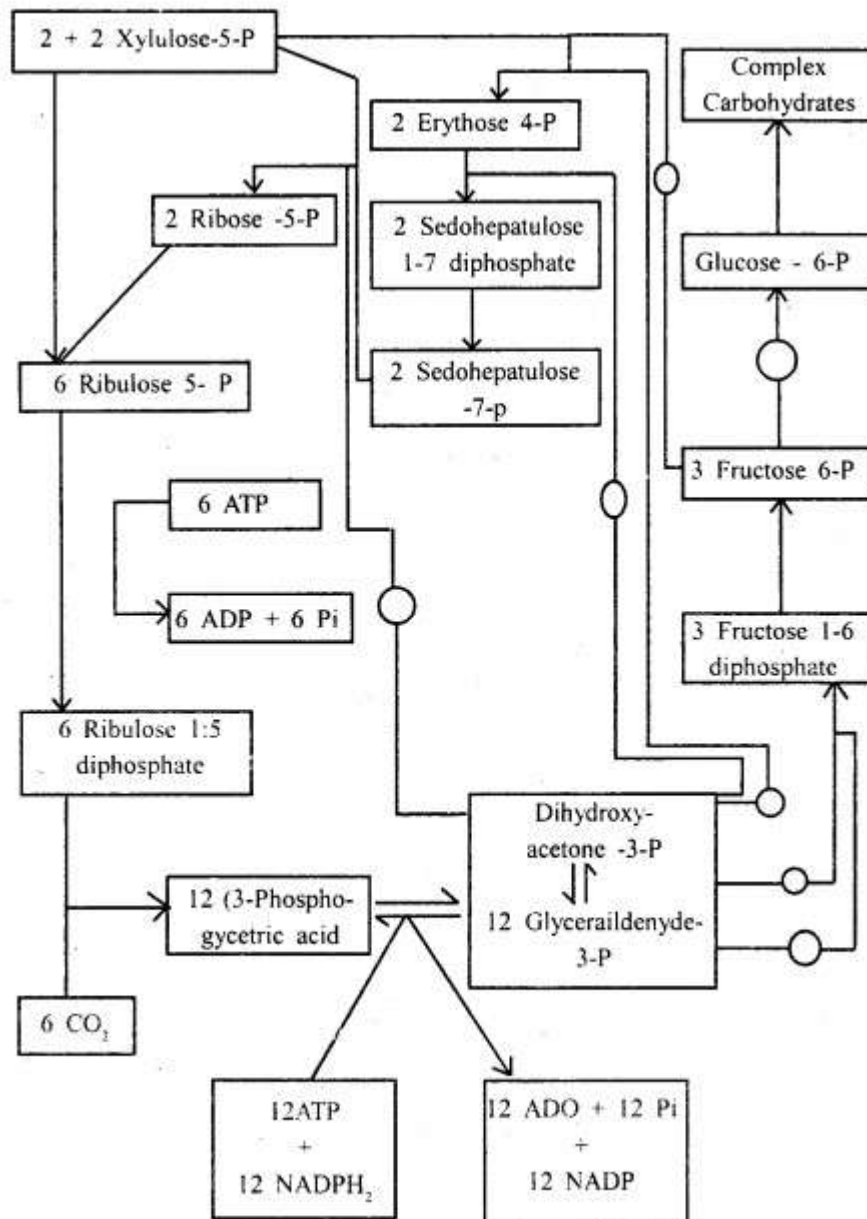 2 + 2 Xylulose-5-P
Complex
Carbohydrates
2 Erythose 4-P
2 Ribose -5-P
2 Sedohepatulose
1-7 diphosphate
Glucose - 6-P
6 Ribulose 5- P
2 Sedohepatulose
-7-p
3 Fructose 6-P
6 ATP
6 ADP + 6 Pi
3 Fructose 1-6
diphosphate
6 Ribulose 1:5
diphosphate
Dihydroxy-
acetone -3-P
12 (3-Phospho-
gycetric acid
12 Glyceraildenyde-
3-P
6 CO₂
12ATP
+
12 NADPH₂
12 ADO + 12 Pi
+
12 NADP